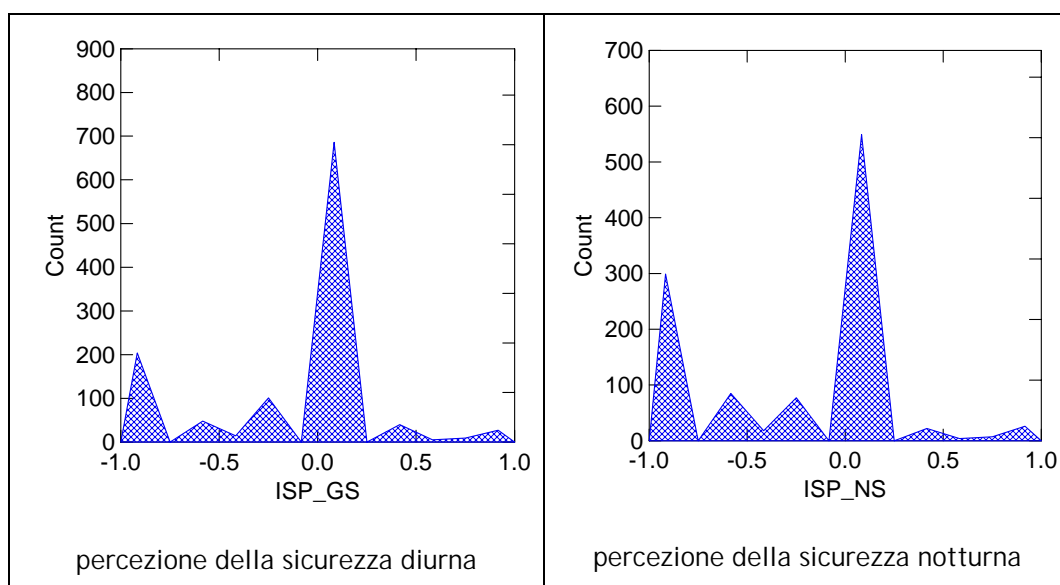 900
800
700
600
500
400
300
200
100
0
Count
-1.0 -0.5 0.0 0.5 1.0
ISP_GS
percezione della sicurezza diurna
700
600
500
400
300
200
100
0
Count
-1.0 -0.5 0.0 0.5 1.0
ISP_NS
percezione della sicurezza notturna